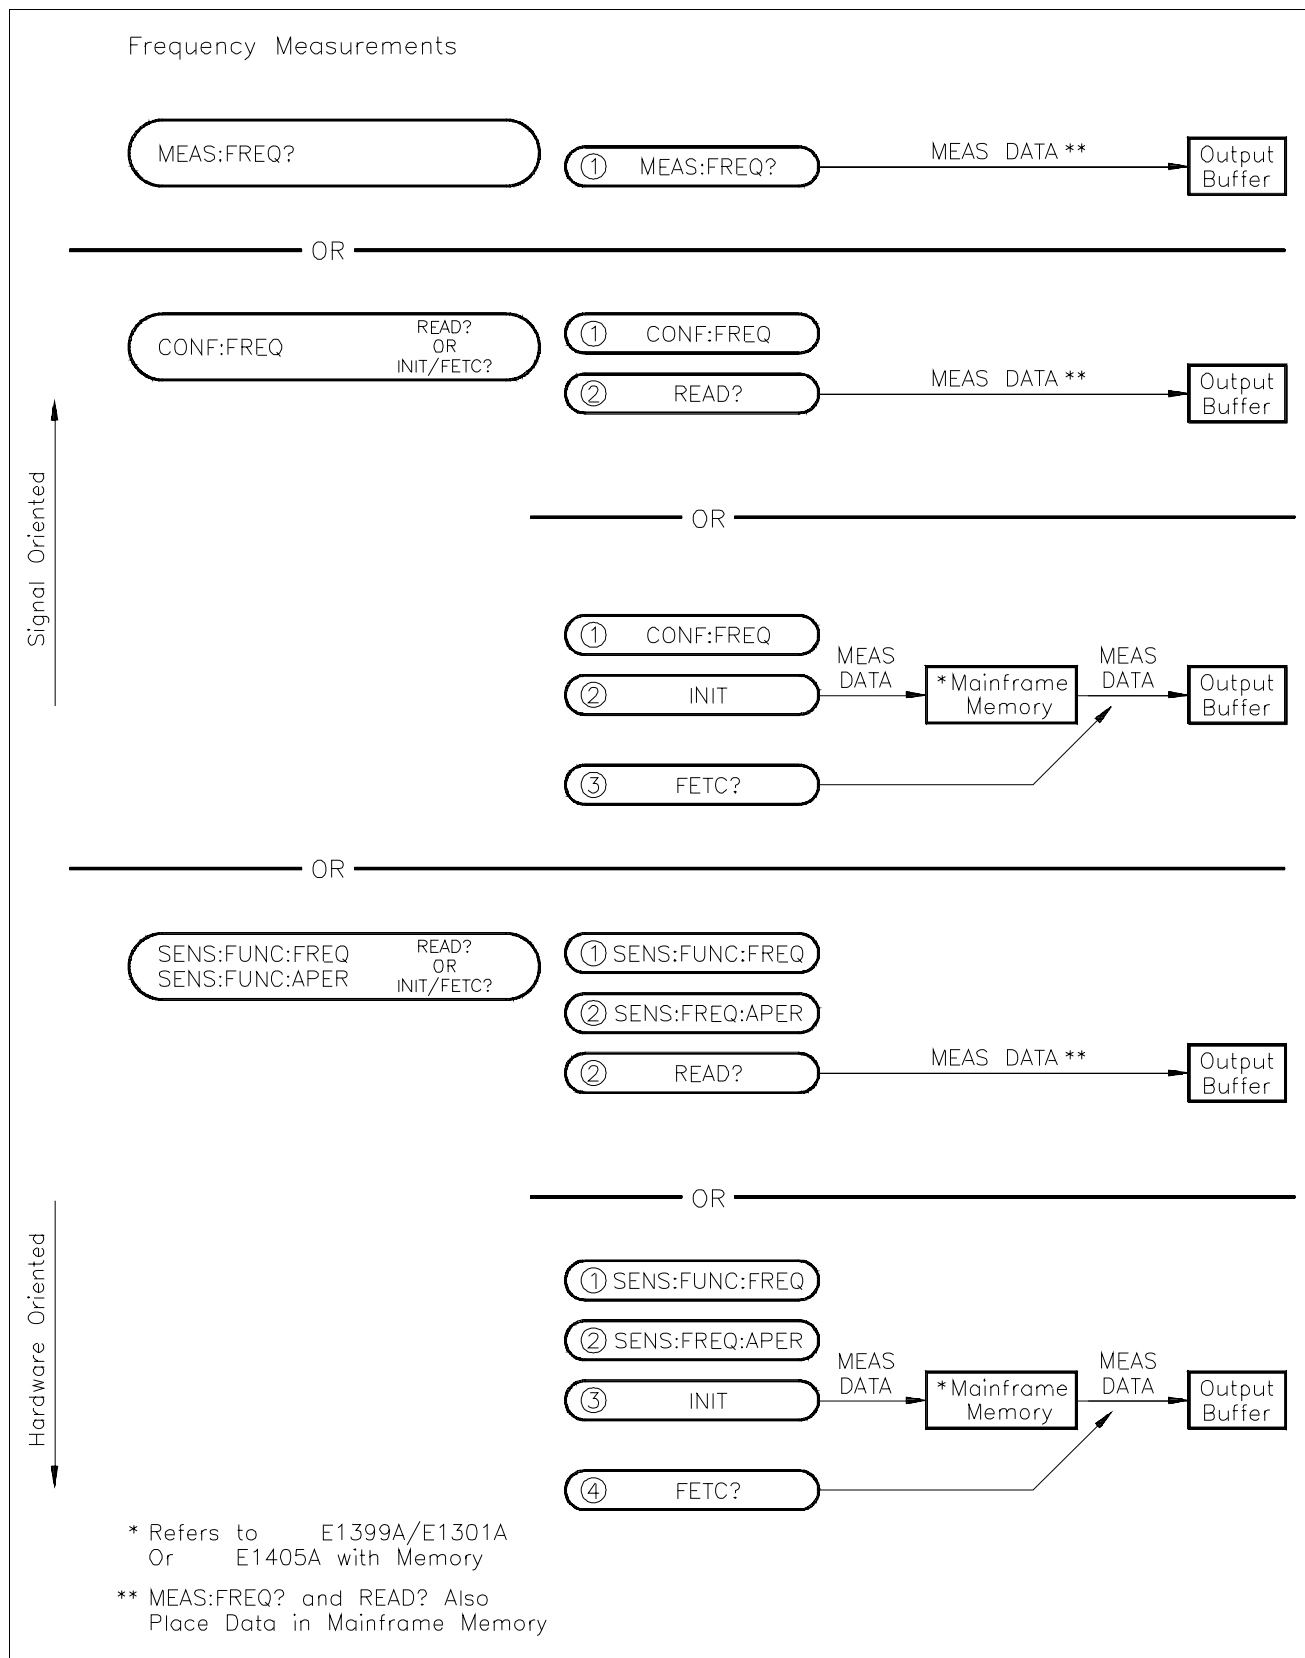 Frequency Measurements
MEAS:FREQ?
1 MEAS:FREQ?
MEAS DATA **
Output
Buffer
OR
CONF:FREQ
READ?
OR
INIT/FETC?
1 CONF:FREQ
2 READ?
MEAS DATA **
Output
Buffer
OR
1 CONF:FREQ
2 INIT
MEAS
DATA
* Mainframe
Memory
MEAS
DATA
Output
Buffer
3 FETC?
Signal Oriented
OR
SENS:FUNC:FREQ
SENS:FUNC:APER
READ?
OR
INIT/FETC?
1 SENS:FUNC:FREQ
2 SENS:FREQ:APER
2 READ?
MEAS DATA **
Output
Buffer
OR
1 SENS:FUNC:FREQ
2 SENS:FREQ:APER
3 INIT
MEAS
DATA
* Mainframe
Memory
MEAS
DATA
Output
Buffer
4 FETC?
Hardware Oriented
* Refers to E1399A/E1301A
Or E1405A with Memory
** MEAS:FREQ? and READ? Also
Place Data in Mainframe Memory